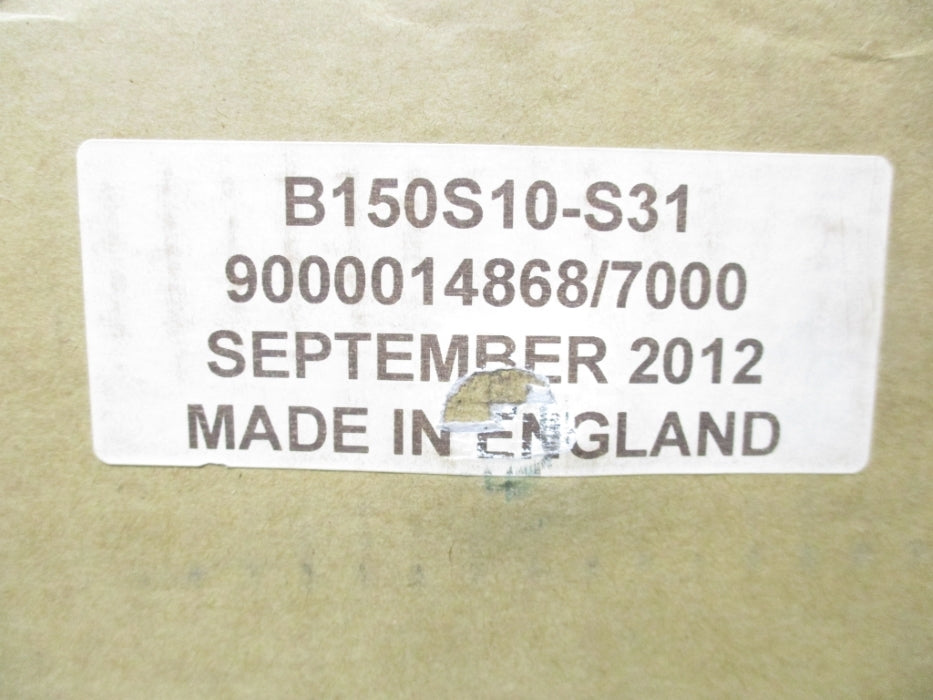 B150S10-S31
9000014868/7000
SEPTEMBER 2012
MADE IN ENGLAND